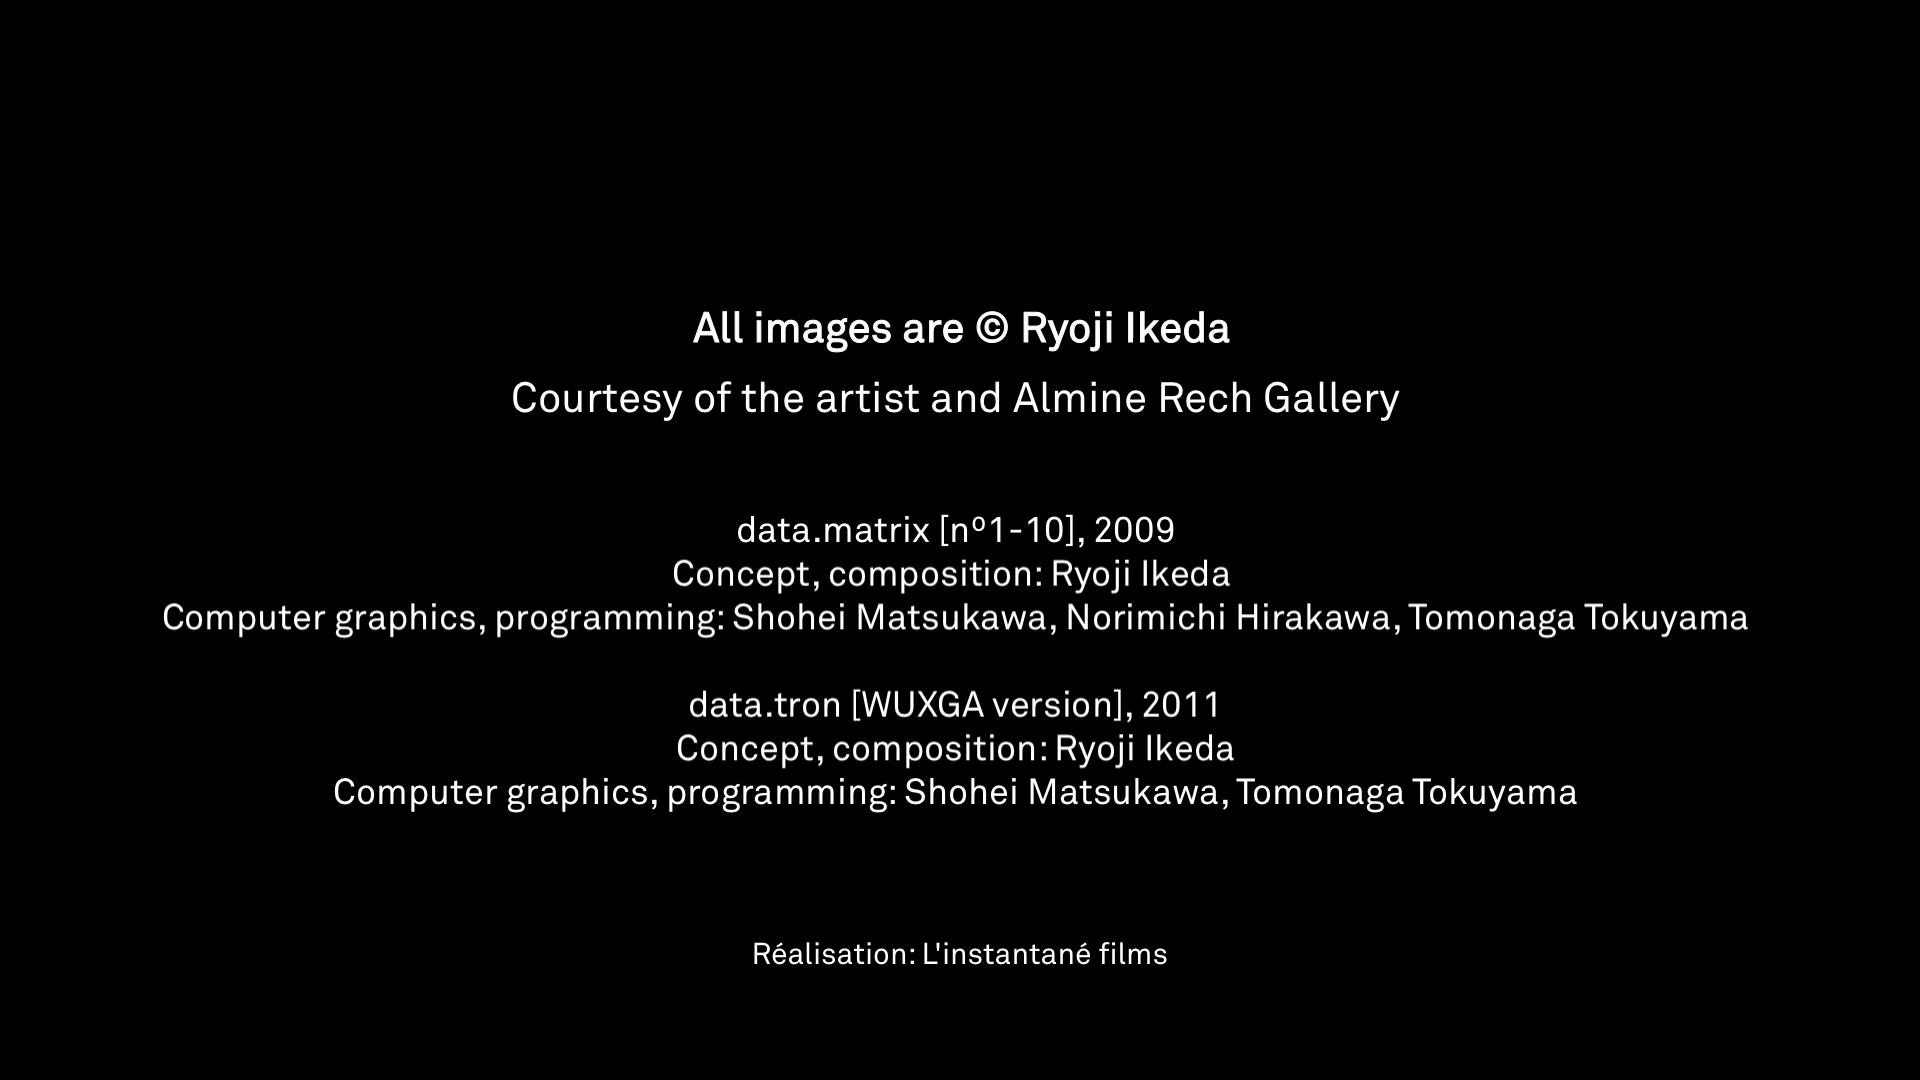 All images are © Ryoji Ikeda
Courtesy of the artist and Almine Rech Gallery
data.matrix [nº1-10], 2009
Concept, composition: Ryoji Ikeda
Computer graphics, programming: Shohei Matsukawa, Norimichi Hirakawa, Tomonaga Tokuyama
data.tron [WUXGA version], 2011
Concept, composition: Ryoji Ikeda
Computer graphics, programming: Shohei Matsukawa, Tomonaga Tokuyama
Réalisation: L'instantané films